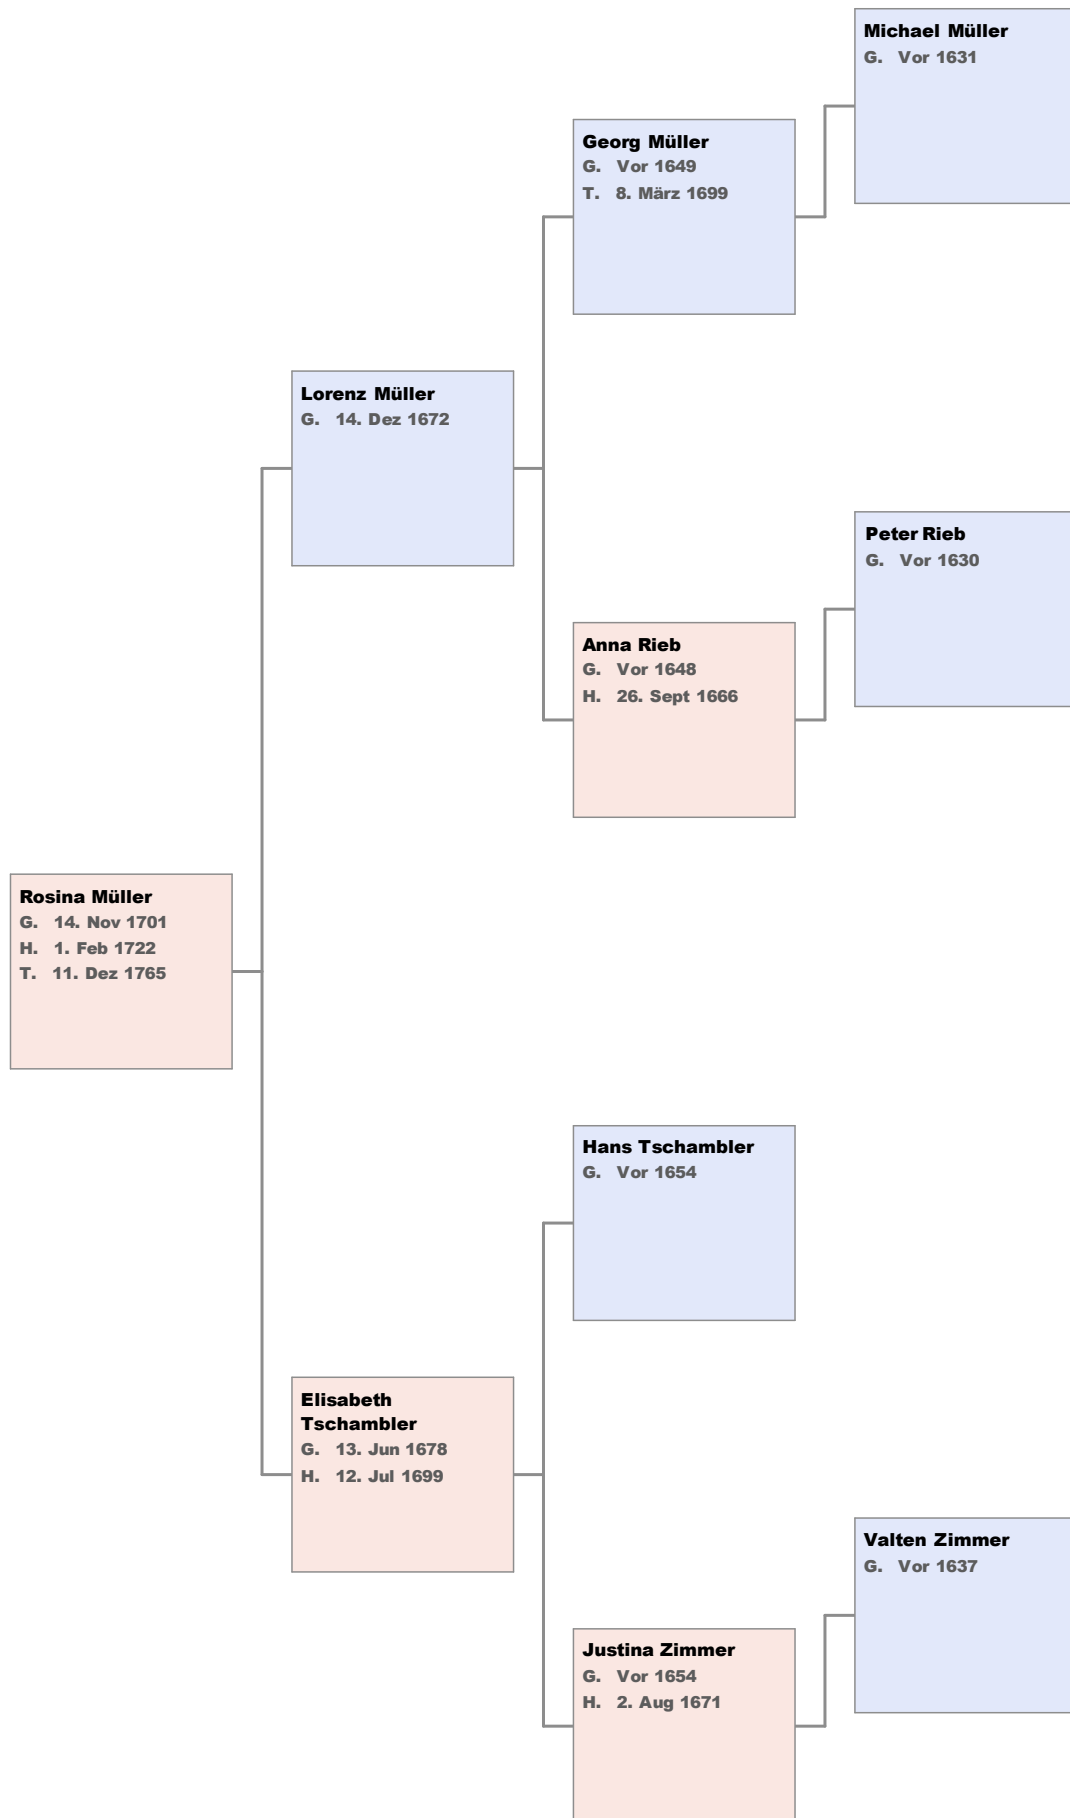 Michael Müller
G. Vor 1631
Georg Müller
G. Vor 1649
T. 8. März 1699
Lorenz Müller
G. 14. Dez 1672
Peter Rieb
G. Vor 1630
Anna Rieb
G. Vor 1648
H. 26. Sept 1666
Rosina Müller
G. 14. Nov 1701
H. 1. Feb 1722
T. 11. Dez 1765
Hans Tschambler
G. Vor 1654
Elisabeth
Tschambler
G. 13. Jun 1678
H. 12. Jul 1699
Valten Zimmer
G. Vor 1637
Justina Zimmer
G. Vor 1654
H. 2. Aug 1671